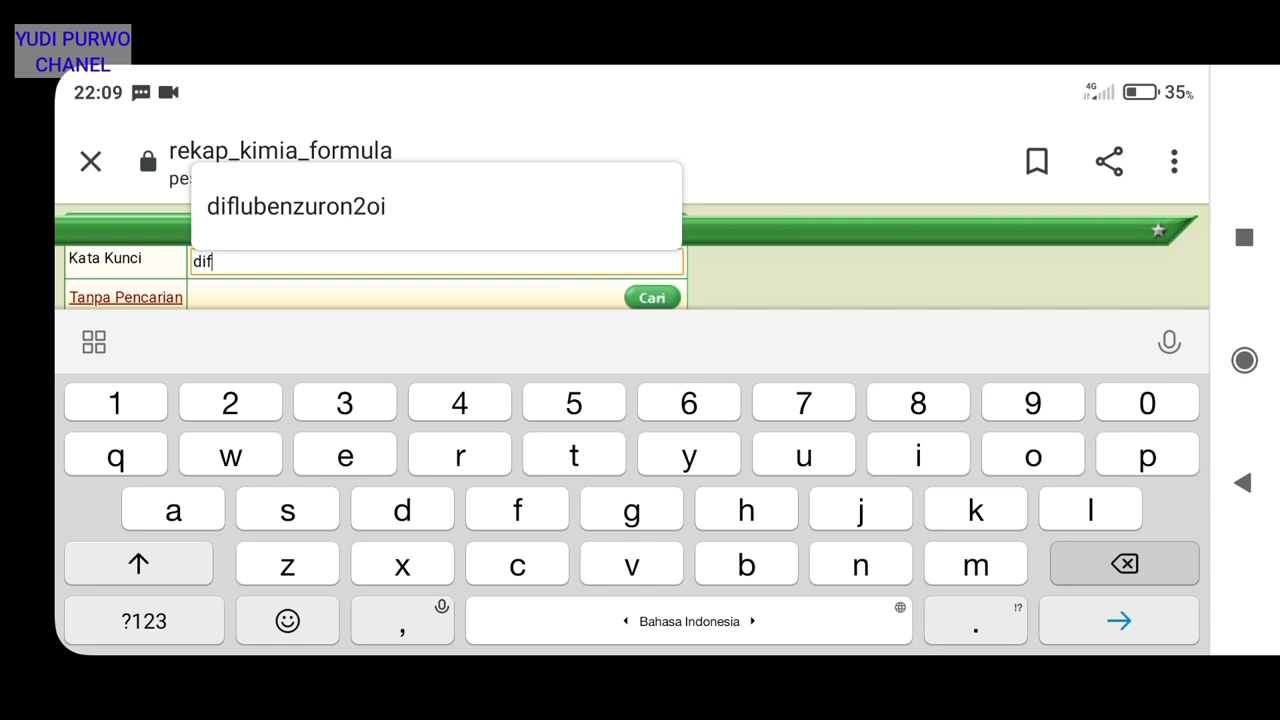 YUDI PURWO
CHANEL
22:09
4G
35%
rekap_kimia_formula
pe
diflubenzuron2oi
Kata Kunci
dif
Tanpa Pencarian
Cari
1 2 3 4 5 6 7 8 9 0
q w e r t y u i o p
a s d f g h j k l
z x c v b n m
?123 , Bahasa Indonesia !? .